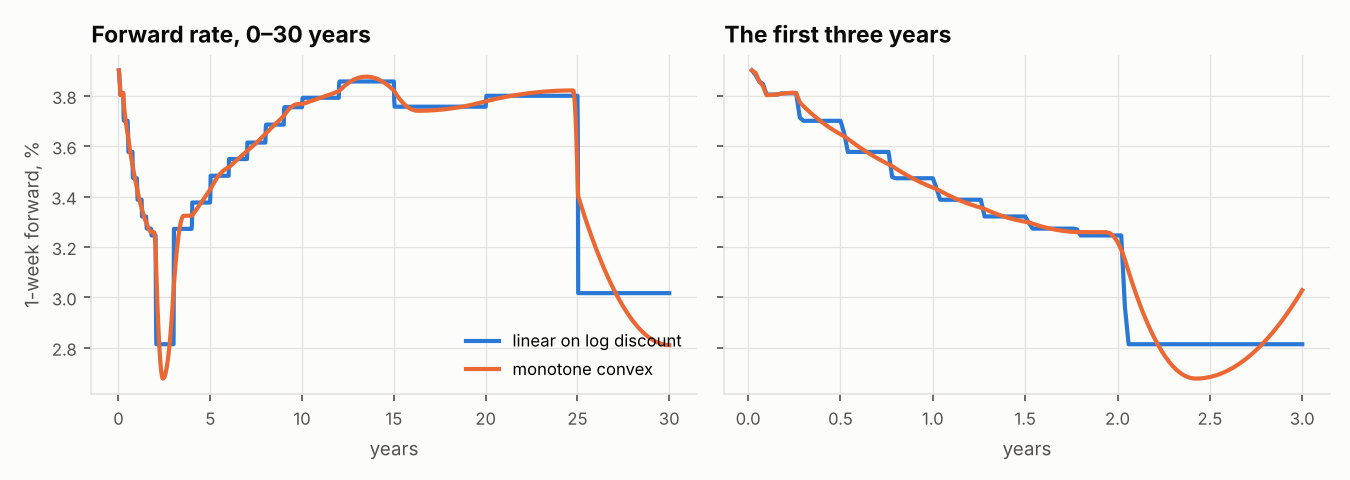 Forward rate, 0–30 years
1-week forward, %
3.8
3.6
3.4
3.2
3.0
2.8
linear on log discount
monotone convex
0 5 10 15 20 25 30
years
The first three years
0.0 0.5 1.0 1.5 2.0 2.5 3.0
years